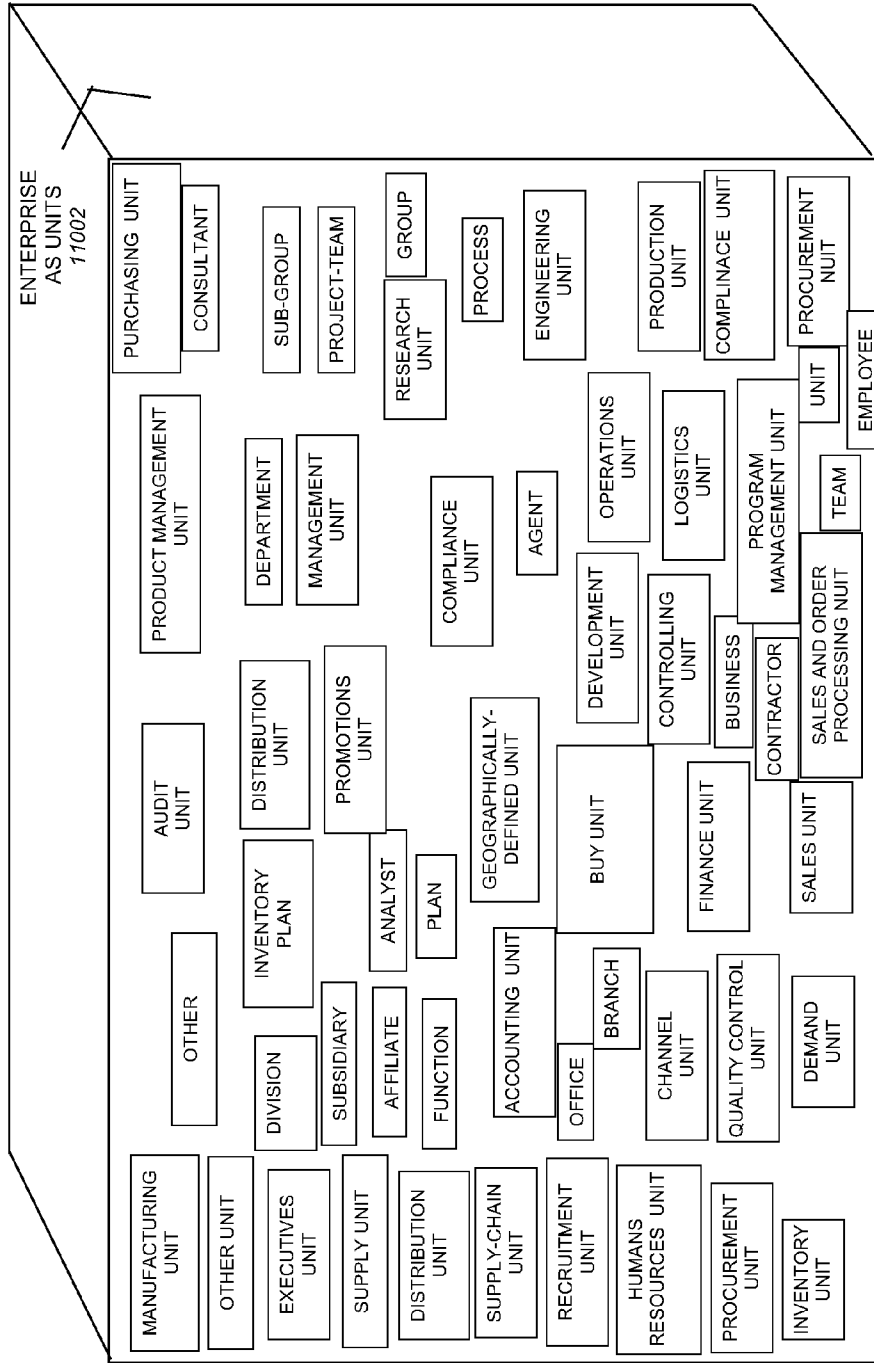 ENTERPRISE
AS UNITS
11002
MANUFACTURING
UNIT
OTHER
AUDIT
UNIT
PRODUCT MANAGEMENT
UNIT
PURCHASING UNIT
CONSULTANT
OTHER UNIT
EXECUTIVES
UNIT
DIVISION
INVENTORY
PLAN
DISTRIBUTION
UNIT
DEPARTMENT
SUB-GROUP
MANAGEMENT
UNIT
PROJECT-TEAM
SUPPLY UNIT
SUBSIDIARY
PROMOTIONS
UNIT
AFFILIATE
ANALYST
GROUP
RESEARCH
UNIT
DISTRIBUTION
UNIT
FUNCTION
PLAN
COMPLIANCE
UNIT
PROCESS
SUPPLY-CHAIN
UNIT
ACCOUNTING UNIT
GEOGRAPHICALLY-
DEFINED UNIT
AGENT
ENGINEERING
UNIT
RECRUITMENT
UNIT
OFFICE
BRANCH
BUY UNIT
DEVELOPMENT
UNIT
OPERATIONS
UNIT
HUMANS
RESOURCES UNIT
CHANNEL
UNIT
CONTROLLING
UNIT
LOGISTICS
UNIT
PRODUCTION
UNIT
PROCUREMENT
UNIT
QUALITY CONTROL
UNIT
FINANCE UNIT
BUSINESS
COMPLINACE UNIT
CONTRACTOR
PROGRAM
MANAGEMENT UNIT
INVENTORY
UNIT
DEMAND
UNIT
SALES UNIT
SALES AND ORDER
PROCESSING NUIT
TEAM
UNIT
PROCUREMENT
NUIT
EMPLOYEE